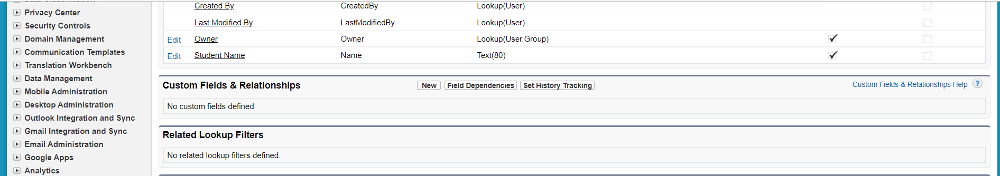 Privacy Center
Security Controls
Domain Management
Communication Templates
Translation Workbench
Data Management
Mobile Administration
Desktop Administration
Outlook Integration and Sync
Gmail Integration and Sync
Email Administration
Google Apps
Analytics
Created By CreatedBy Lookup(User)
Last Modified By LastModifiedBy Lookup(User)
Edit Owner Owner Lookup(User,Group)
Edit Student Name Name Text(80)
Custom Fields & Relationships New Field Dependencies Set History Tracking Custom Fields & Relationships Help ?
No custom fields defined
Related Lookup Filters
No related lookup filters defined.